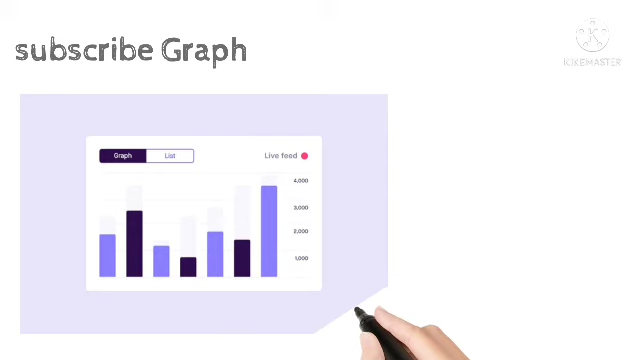 subscribe Graph
K
KINEMASTER
Graph
List
Live feed
4,000
3,000
2,000
1,000